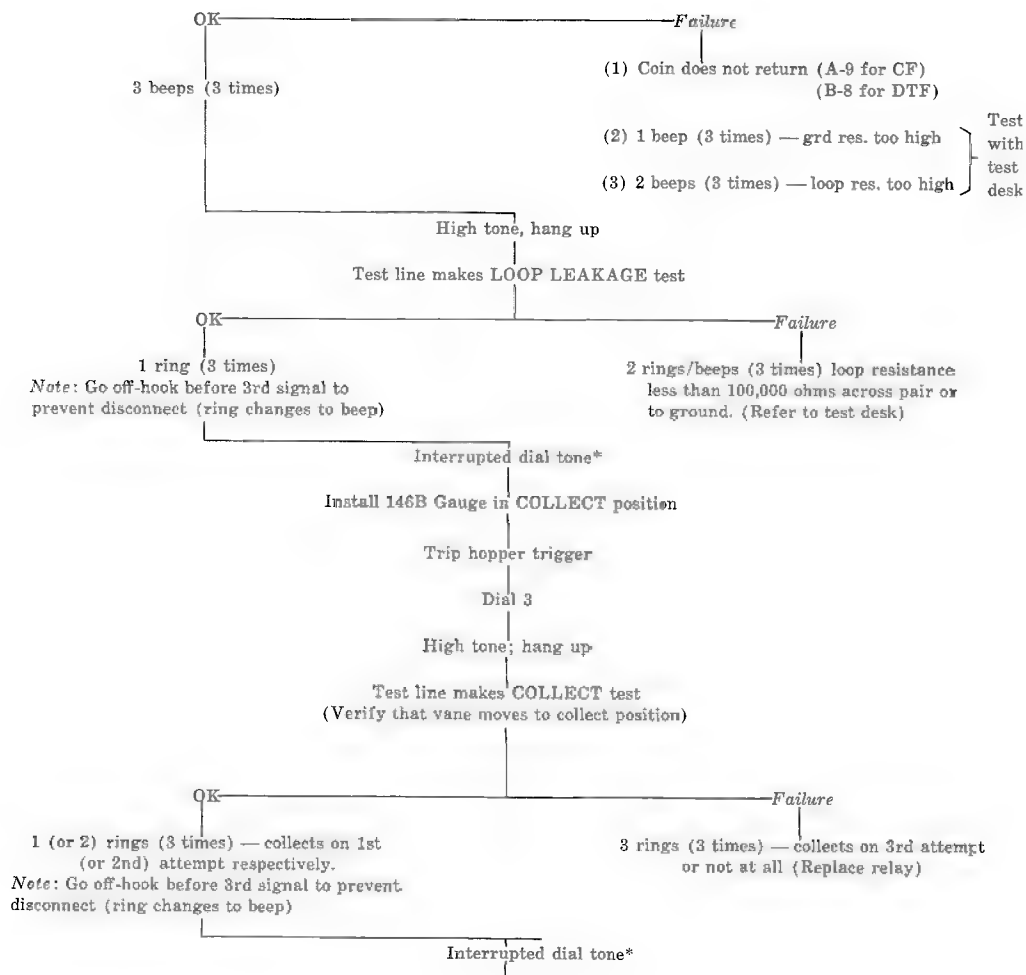 OK
Failure
3 beeps (3 times)
(1) Coin does not return (A-9 for CF)
(B-8 for DTF)
(2) 1 beep (3 times) — grd res. too high
(3) 2 beeps (3 times) — loop res. too high
Test
with
test
desk
High tone, hang up
Test line makes LOOP LEAKAGE test
OK
Failure
1 ring (3 times)
Note: Go off-hook before 3rd signal to
prevent disconnect (ring changes to beep)
2 rings/beeps (3 times) loop resistance
less than 100,000 ohms across pair or
to ground. (Refer to test desk)
Interrupted dial tone*
Install 146B Gauge in COLLECT position
Trip hopper trigger
Dial 3
High tone; hang up
Test line makes COLLECT test
(Verify that vane moves to collect position)
OK
Failure
1 (or 2) rings (3 times) — collects on 1st
(or 2nd) attempt respectively.
Note: Go off-hook before 3rd signal to prevent
disconnect (ring changes to beep)
3 rings (3 times) — collects on 3rd attempt
or not at all (Replace relay)
Interrupted dial tone*